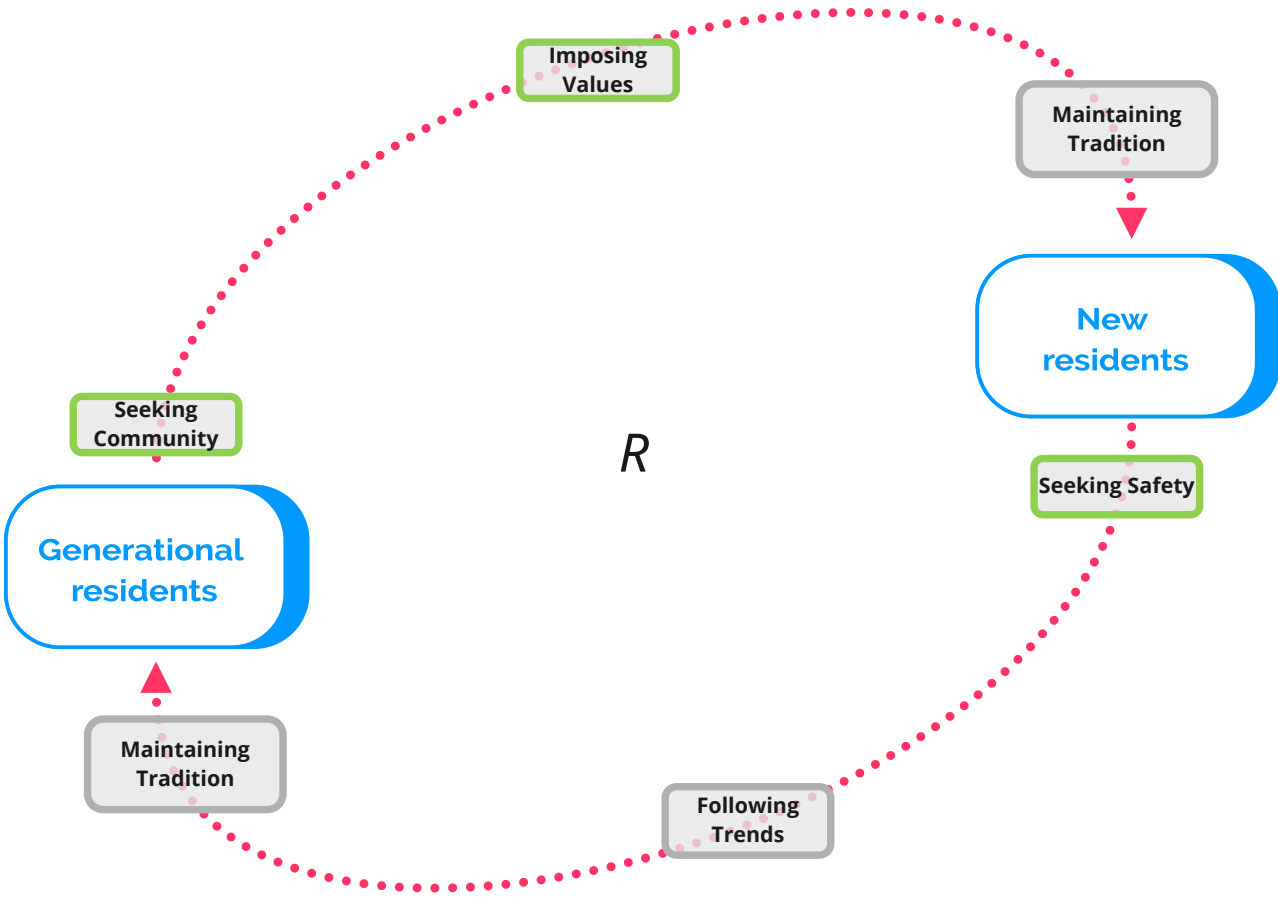 Imposing
Values
Maintaining
Tradition
New
residents
Seeking
Community
R
Seeking Safety
Generational
residents
Maintaining
Tradition
Following
Trends